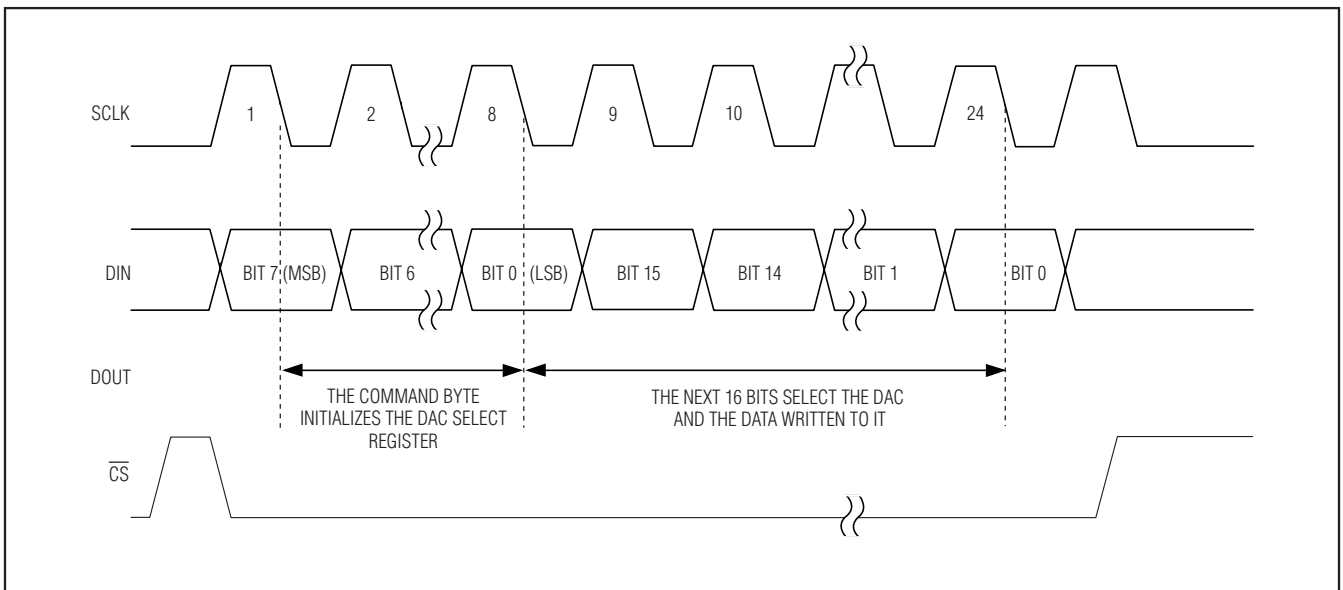 SCLK 1 2 8 9 10 24
DIN BIT 7 (MSB) BIT 6 BIT 0 (LSB) BIT 15 BIT 14 BIT 1 BIT 0
DOUT
THE COMMAND BYTE
INITIALIZES THE DAC SELECT
REGISTER
THE NEXT 16 BITS SELECT THE DAC
AND THE DATA WRITTEN TO IT
CS